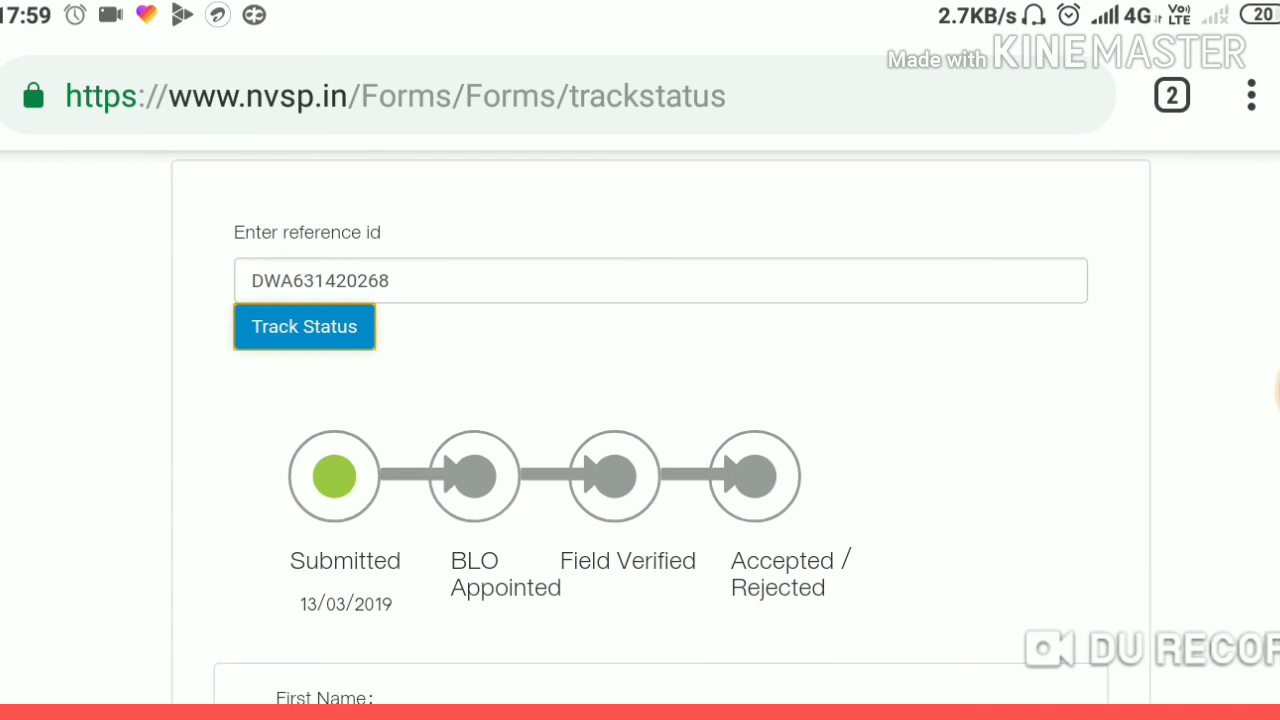 17:59 2.7KB/s 4G Vo) LTE 20
Made with KINEMASTER
https://www.nvsp.in/Forms/Forms/trackstatus 2
Enter reference id
DWA631420268
Track Status
Submitted BLO Appointed Field Verified Accepted / Rejected
13/03/2019
DU RECOR
First Name: